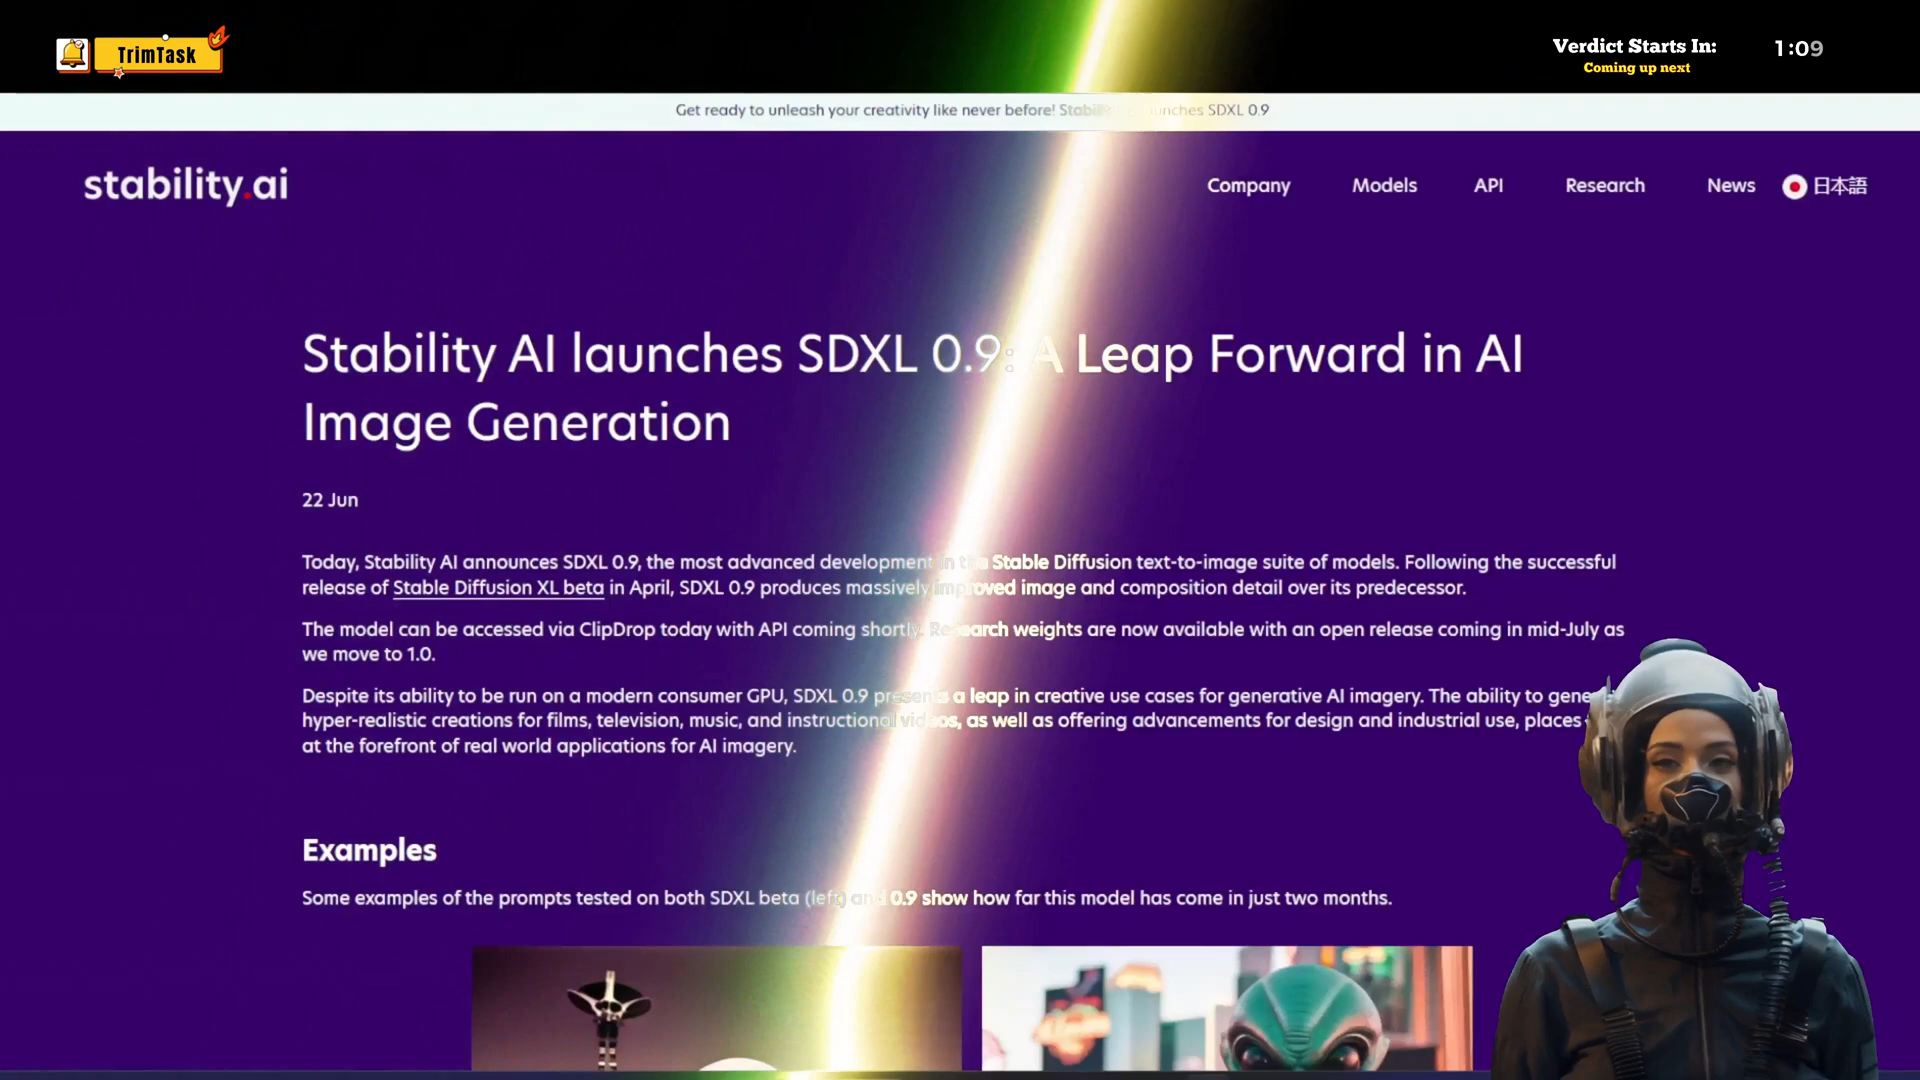 TrimTask
Verdict Starts In:
Coming up next
1:09
Get ready to unleash your creativity like never before! launches SDXL 0.9
stability.ai
Company Models API Research News 日本語
Stability AI launches SDXL 0.9: A Leap Forward in AI
Image Generation
22 Jun
Today, Stability AI announces SDXL 0.9, the most advanced development in the Stable Diffusion text-to-image suite of models. Following the successful
release of Stable Diffusion XL beta in April, SDXL 0.9 produces massively improved image and composition detail over its predecessor.
The model can be accessed via ClipDrop today with API coming shortly. Research weights are now available with an open release coming in mid-July as
we move to 1.0.
Despite its ability to be run on a modern consumer GPU, SDXL 0.9 presents a leap in creative use cases for generative AI imagery. The ability to
hyper-realistic creations for films, television, music, and instructional videos, as well as offering advancements for design and industrial use, places
at the forefront of real world applications for AI imagery.
Examples
Some examples of the prompts tested on both SDXL beta (left) and 0.9 show how far this model has come in just two months.